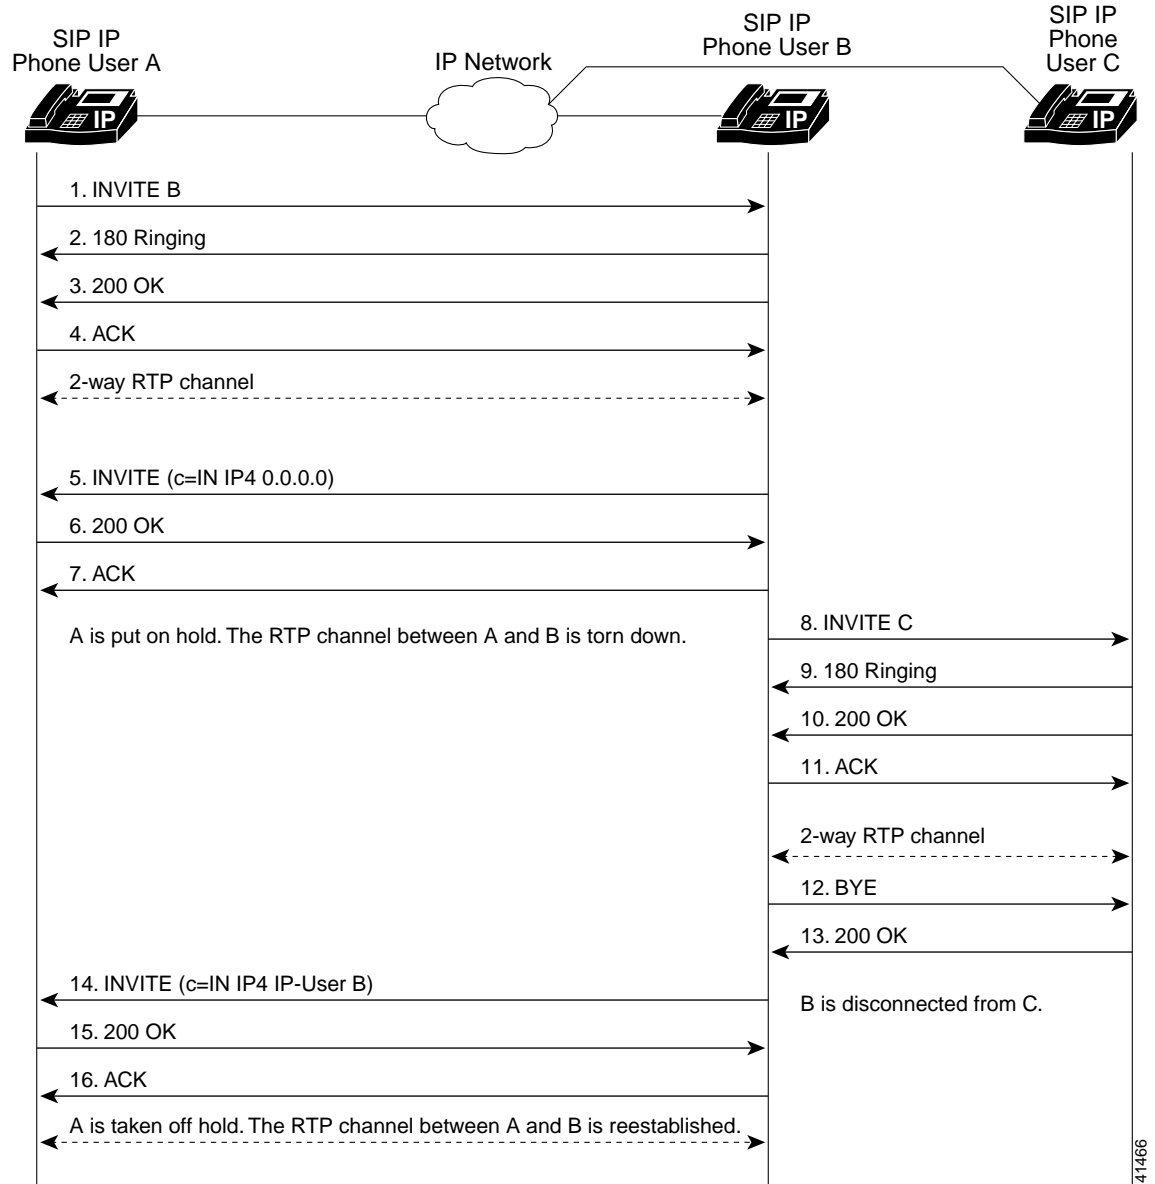 SIP IP
Phone User A
IP Network
SIP IP
Phone User B
SIP IP
Phone
User C
IP
IP
IP
1. INVITE B
2. 180 Ringing
3. 200 OK
4. ACK
2-way RTP channel
5. INVITE (c=IN IP4 0.0.0.0)
6. 200 OK
7. ACK
A is put on hold. The RTP channel between A and B is torn down.
8. INVITE C
9. 180 Ringing
10. 200 OK
11. ACK
2-way RTP channel
12. BYE
13. 200 OK
14. INVITE (c=IN IP4 IP-User B)
B is disconnected from C.
15. 200 OK
16. ACK
A is taken off hold. The RTP channel between A and B is reestablished.
41466